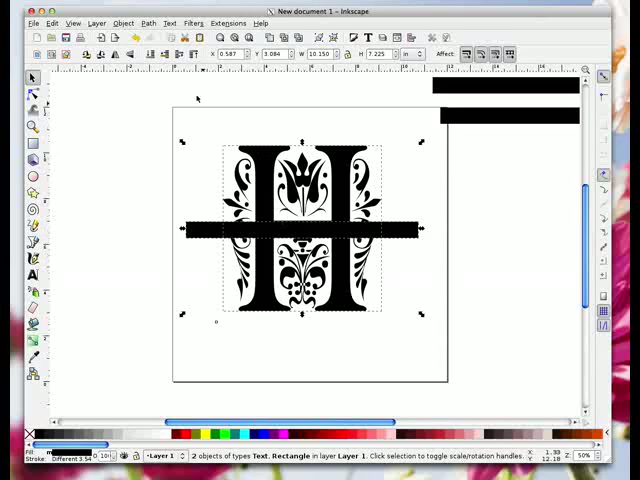 New document 1 - Inkscape
File Edit View Layer Object Path Text Filters Extensions Help
X 0.587 Y 3.084 W 10.150 H 7.225 in Affect:
H
Fill:
Stroke: Different 3.54 O: Layer 1 2 objects of types Text, Rectangle in layer Layer 1. Click selection to toggle scale/rotation handles. X: 1.33 Y: 12.18 Z: 50%